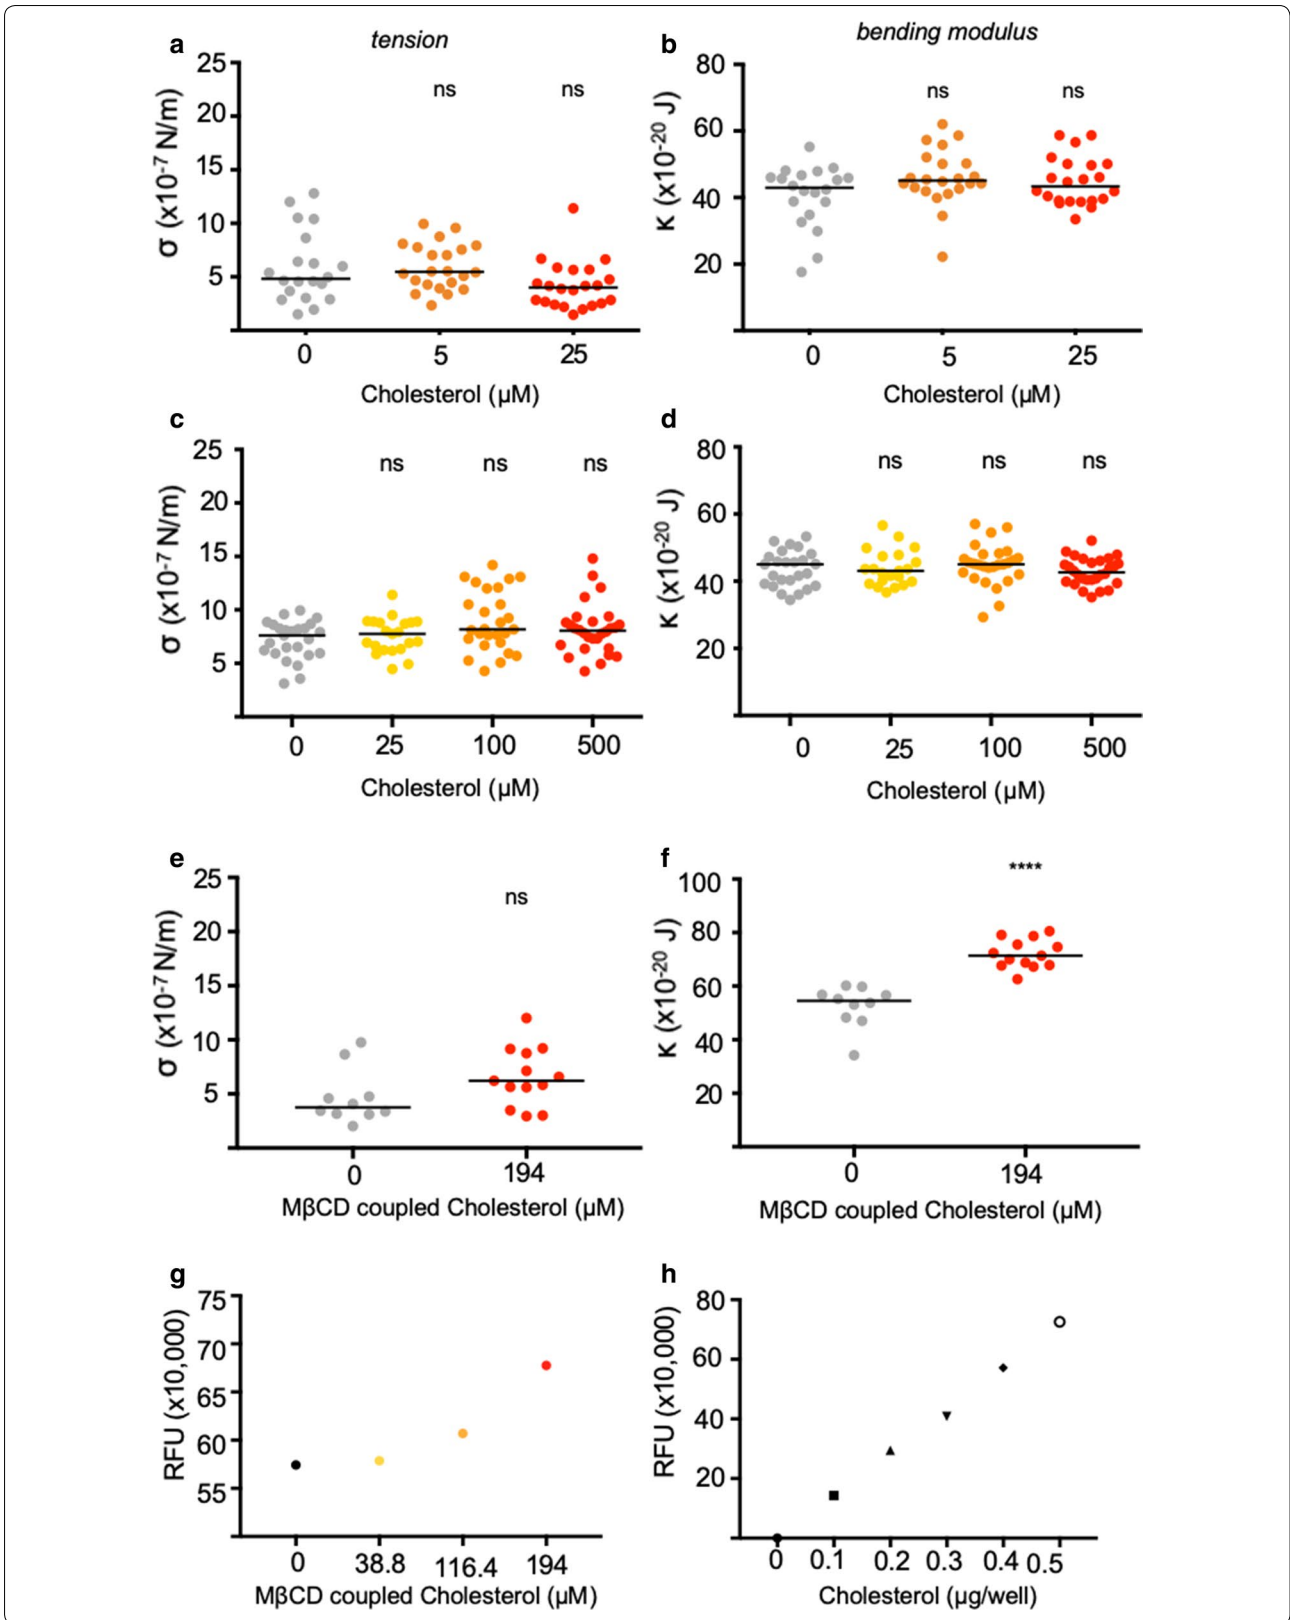 a
tension
25
20
15
10
5
σ (x10-7 N/m)
ns
ns
0
5
25
Cholesterol (µM)
b
bending modulus
80
60
40
20
κ (x10-20 J)
ns
ns
0
5
25
Cholesterol (µM)
c
25
20
15
10
5
σ (x10-7 N/m)
ns
ns
ns
0
25
100
500
Cholesterol (µM)
d
80
60
40
20
κ (x10-20 J)
ns
ns
ns
0
25
100
500
Cholesterol (µM)
e
25
20
15
10
5
σ (x10-7 N/m)
ns
0
194
MβCD coupled Cholesterol (µM)
f
100
80
60
40
20
κ (x10-20 J)
****
0
194
MβCD coupled Cholesterol (µM)
g
75
70
65
60
55
RFU (x10,000)
0
38.8
116.4
194
MβCD coupled Cholesterol (µM)
h
80
60
40
20
RFU (x10,000)
0
0.1
0.2
0.3
0.4
0.5
Cholesterol (µg/well)